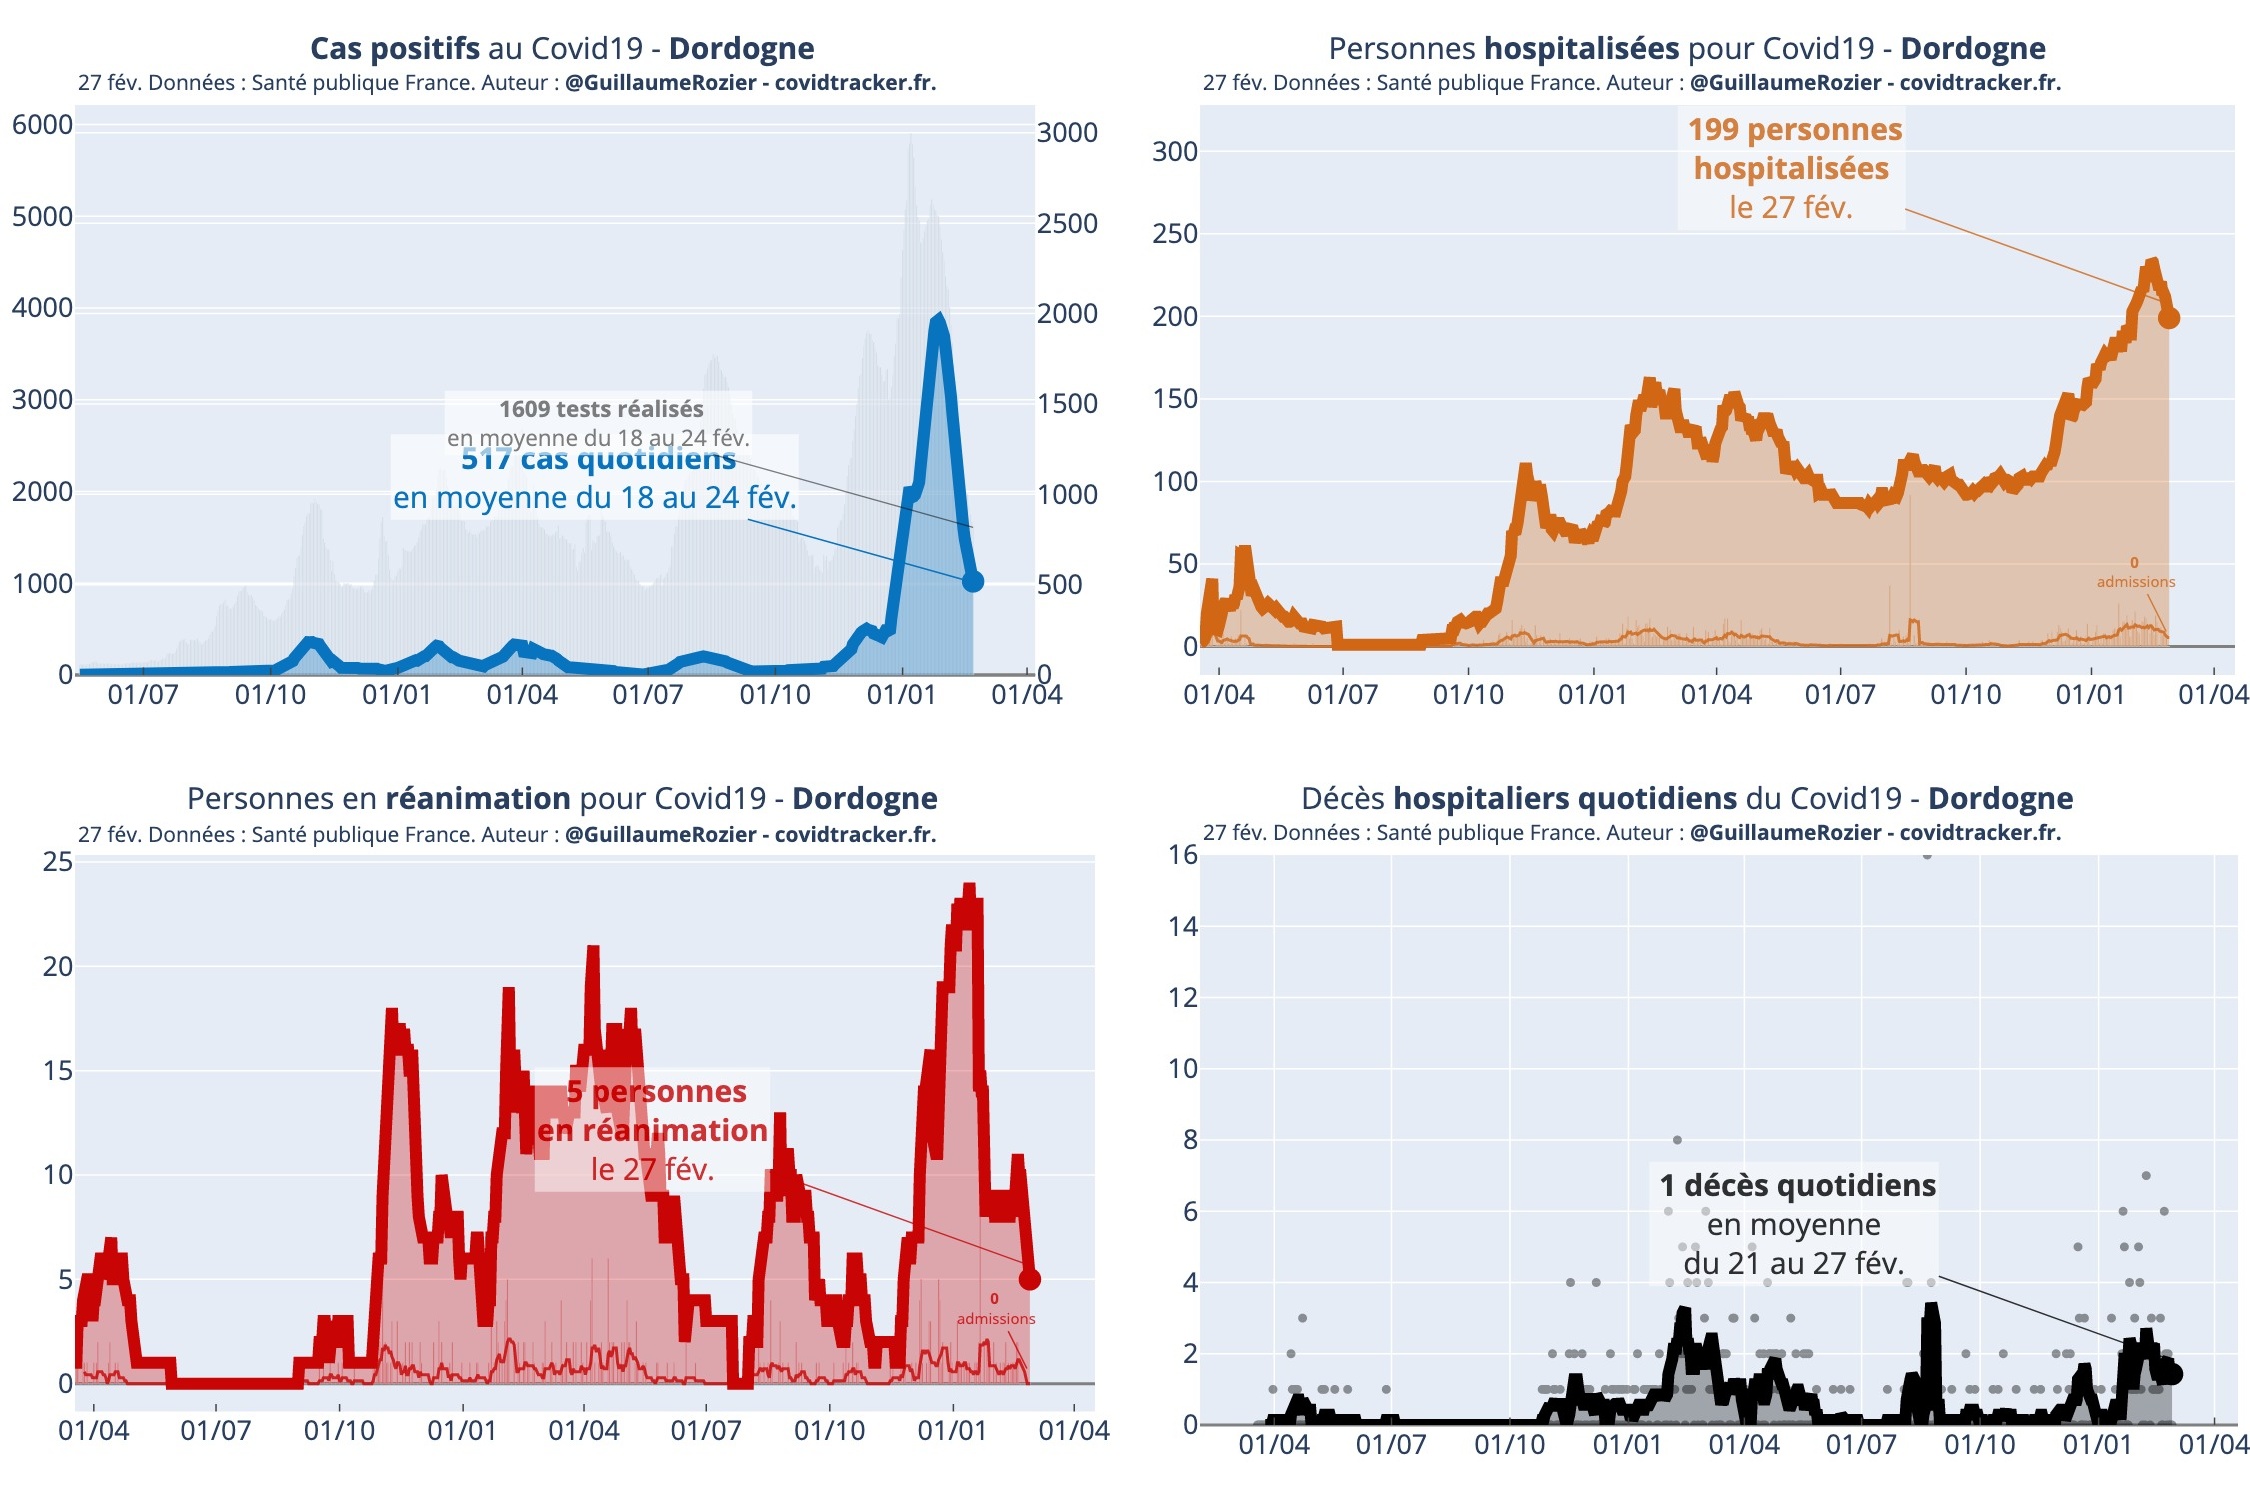 Cas positifs au Covid19 - Dordogne
27 fév. Données : Santé publique France. Auteur : @GuillaumeRozier - covidtracker.fr.
6000
5000
4000
3000
2000
1000
0
3000
2500
2000
1500
1000
500
0
1609 tests réalisés
en moyenne du 18 au 24 fév.
517 cas quotidiens
en moyenne du 18 au 24 fév.
01/07 01/10 01/01 01/04 01/07 01/10 01/01 01/04
Personnes hospitalisées pour Covid19 - Dordogne
27 fév. Données : Santé publique France. Auteur : @GuillaumeRozier - covidtracker.fr.
300
250
200
150
100
50
0
199 personnes
hospitalisées
le 27 fév.
0
admissions
01/04 01/07 01/10 01/01 01/04 01/07 01/10 01/01 01/04
Personnes en réanimation pour Covid19 - Dordogne
27 fév. Données : Santé publique France. Auteur : @GuillaumeRozier - covidtracker.fr.
25
20
15
10
5
0
5 personnes
en réanimation
le 27 fév.
0
admissions
01/04 01/07 01/10 01/01 01/04 01/07 01/10 01/01 01/04
Décès hospitaliers quotidiens du Covid19 - Dordogne
27 fév. Données : Santé publique France. Auteur : @GuillaumeRozier - covidtracker.fr.
16
14
12
10
8
6
4
2
0
1 décès quotidiens
en moyenne
du 21 au 27 fév.
01/04 01/07 01/10 01/01 01/04 01/07 01/10 01/01 01/04